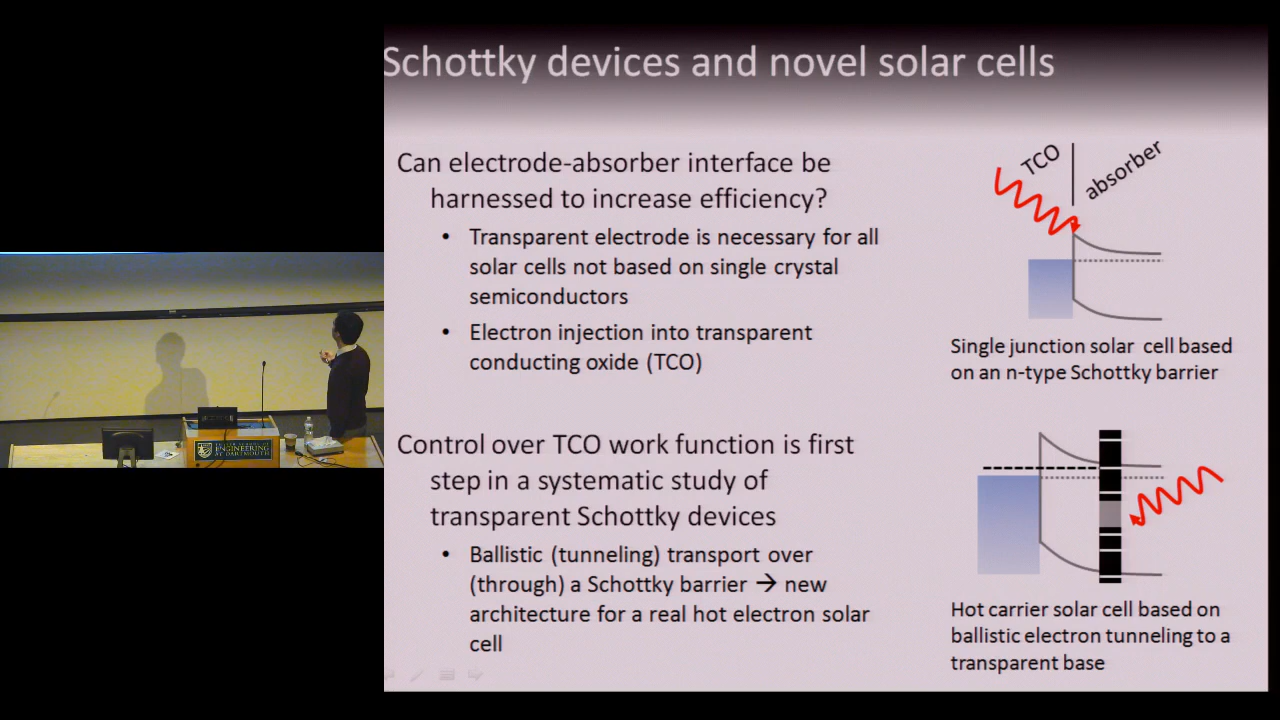 Schottky devices and novel solar cells
Can electrode-absorber interface be
harnessed to increase efficiency?
• Transparent electrode is necessary for all
solar cells not based on single crystal
semiconductors
• Electron injection into transparent
conducting oxide (TCO)
Control over TCO work function is first
step in a systematic study of
transparent Schottky devices
• Ballistic (tunneling) transport over
(through) a Schottky barrier → new
architecture for a real hot electron solar
cell
TCO
absorber
Single junction solar cell based
on an n-type Schottky barrier
Hot carrier solar cell based on
ballistic electron tunneling to a
transparent base
ENGINEERING
AT DARTMOUTH